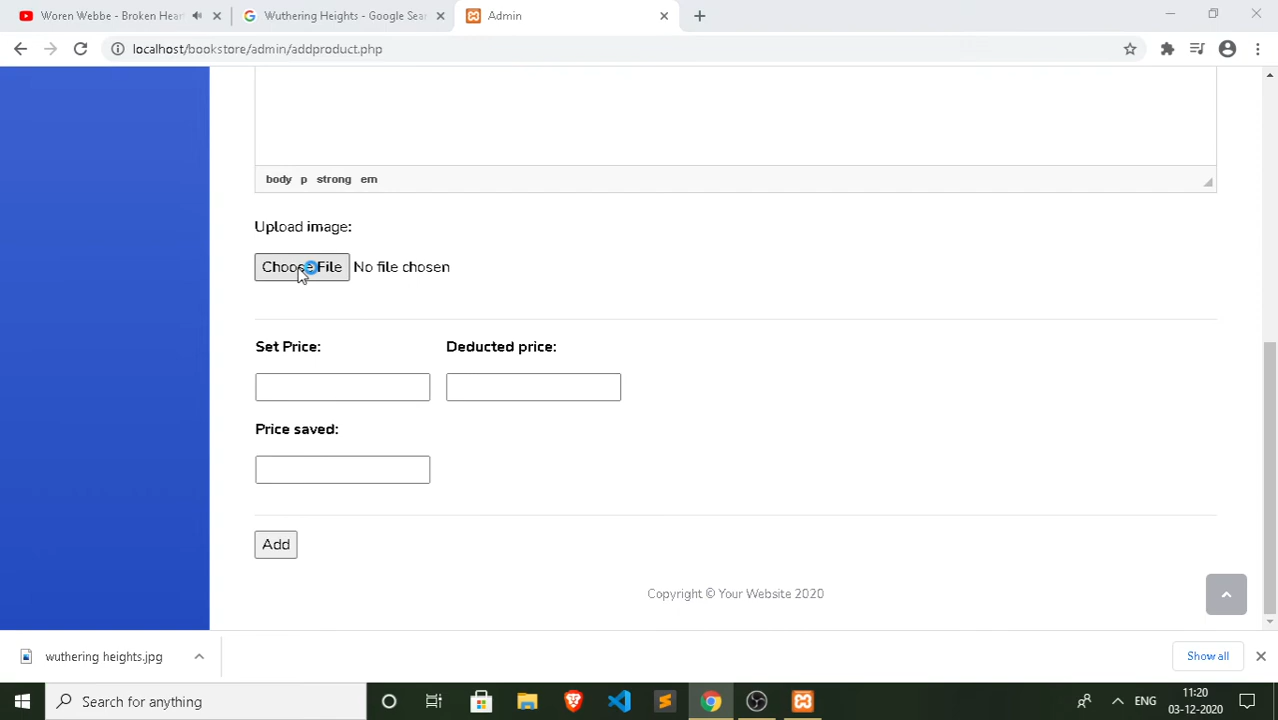 Woren Webbe - Broken Heart
Wuthering Heights - Google Sear
Admin
localhost/bookstore/admin/addproduct.php
body p strong em
Upload image:
Choose File No file chosen
Set Price: Deducted price:
Price saved:
Add
Copyright © Your Website 2020
wuthering heights.jpg
Show all
Search for anything
ENG
11:20
03-12-2020